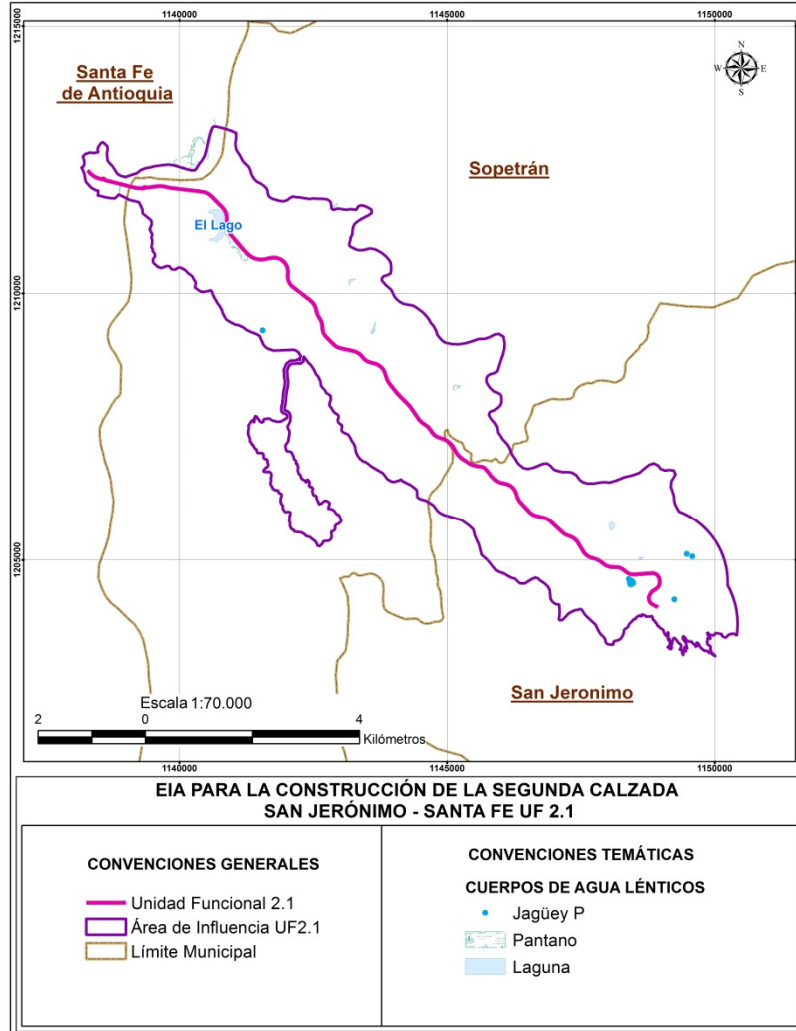 1140000
1145000
1150000
1215000
N
W E
S
Santa Fe
de Antioquia
Sopetrán
El Lago
1210000
1205000
San Jeronimo
Escala 1:70.000
2 0 4
Kilómetros
1140000
1145000
1150000
EIA PARA LA CONSTRUCCIÓN DE LA SEGUNDA CALZADA
SAN JERÓNIMO - SANTA FE UF 2.1
CONVENCIONES GENERALES
Unidad Funcional 2.1
Área de Influencia UF2.1
Límite Municipal
CONVENCIONES TEMÁTICAS
CUERPOS DE AGUA LÉNTICOS
Jagüey P
Pantano
Laguna